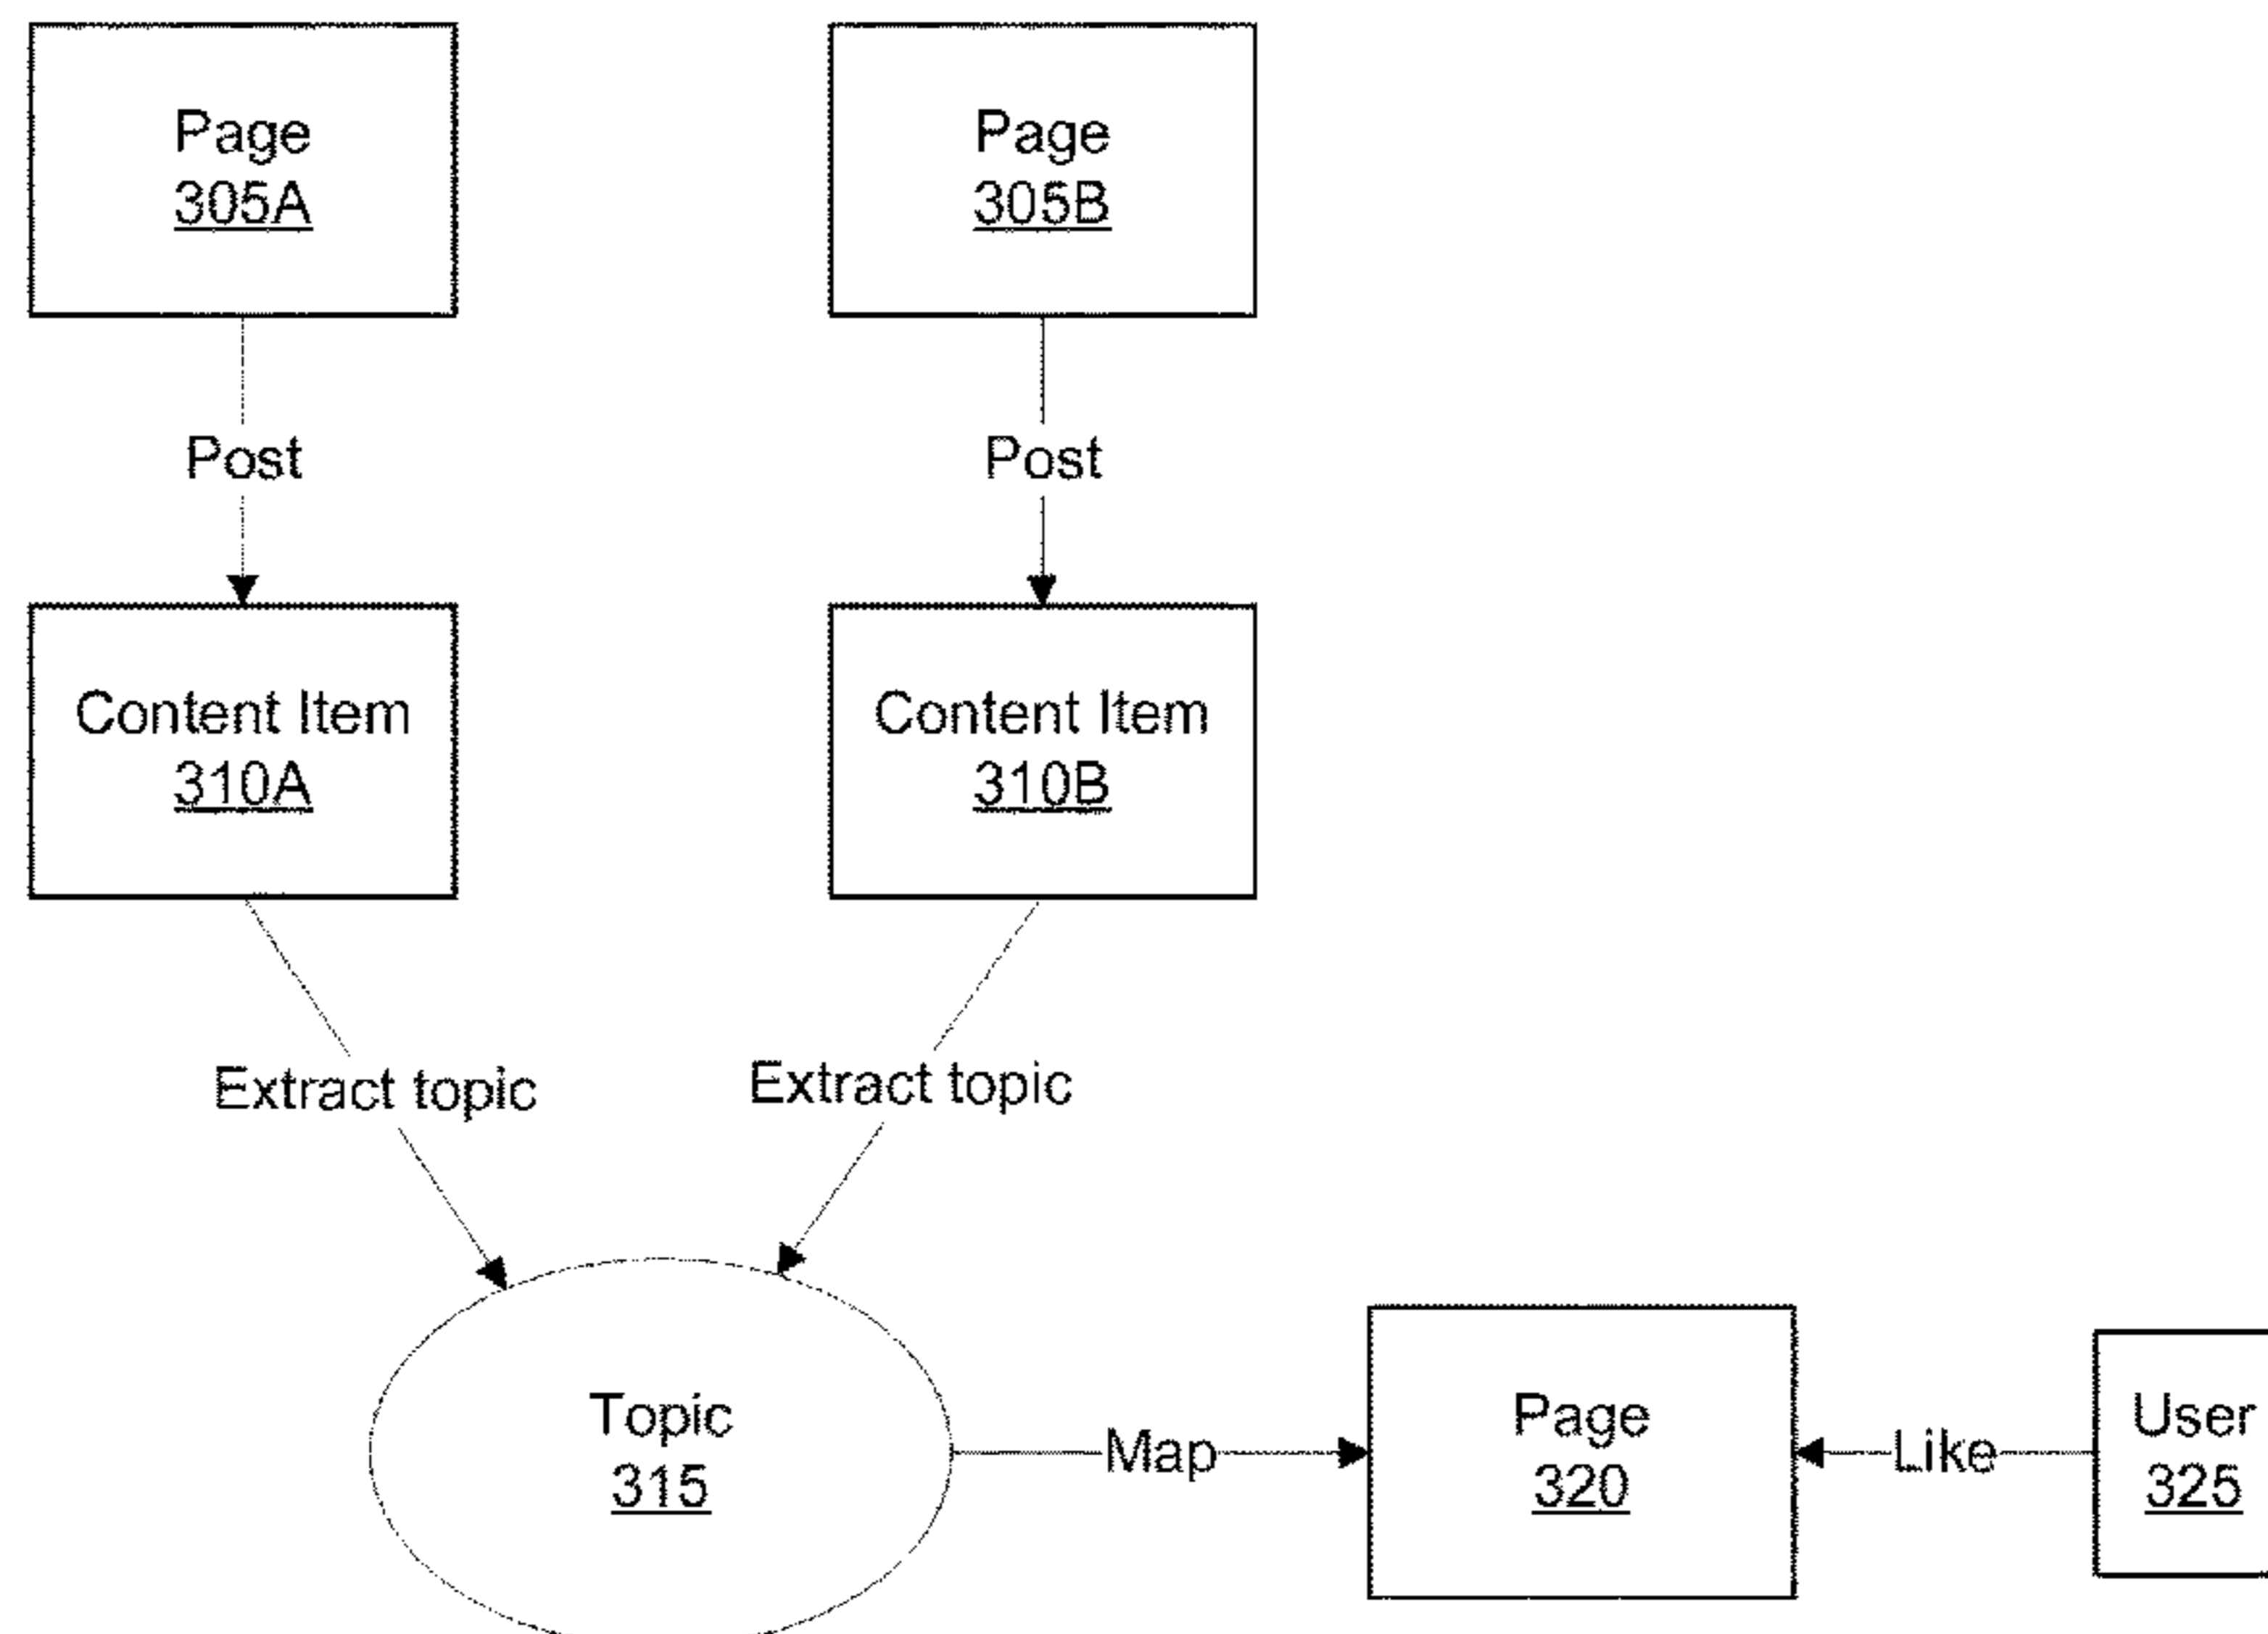 Page
305A
Page
305B
Post
Post
Content Item
310A
Content Item
310B
Extract topic
Extract topic
Topic
315
Map
Page
320
Like
User
325